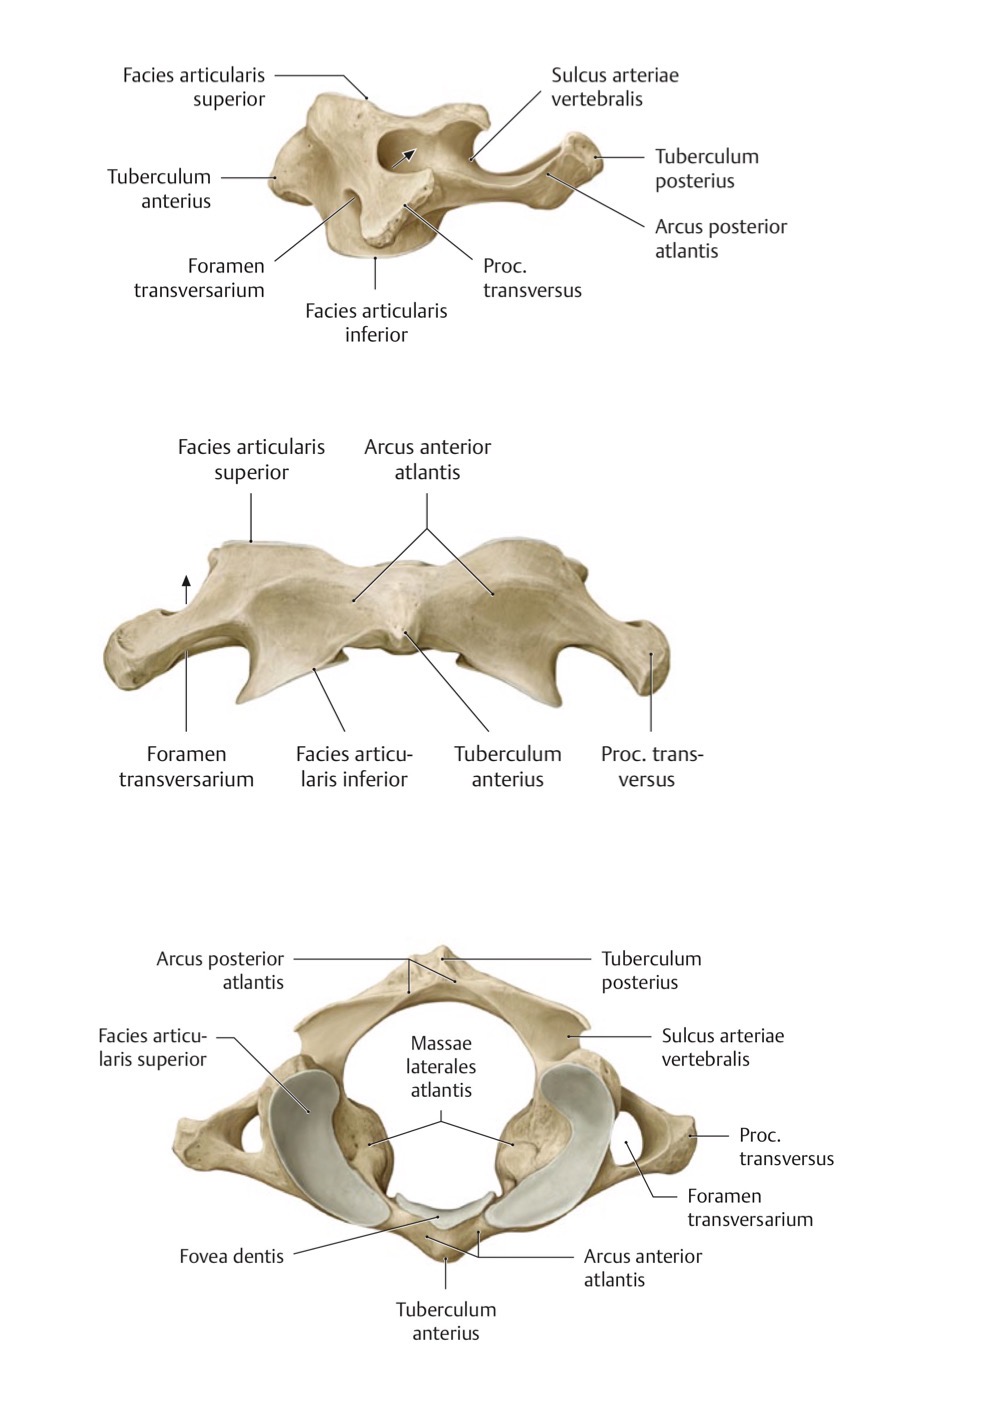 Facies articularis
superior
Sulcus arteriae
vertebralis
Tuberculum
anterius
Tuberculum
posterius
Arcus posterior
atlantis
Foramen
transversarium
Proc.
transversus
Facies articularis
inferior
Facies articularis
superior
Arcus anterior
atlantis
Foramen
transversarium
Facies articu-
laris inferior
Tuberculum
anterius
Proc. trans-
versus
Arcus posterior
atlantis
Tuberculum
posterius
Facies articu-
laris superior
Massae
laterales
atlantis
Sulcus arteriae
vertebralis
Proc.
transversus
Foramen
transversarium
Fovea dentis
Arcus anterior
atlantis
Tuberculum
anterius